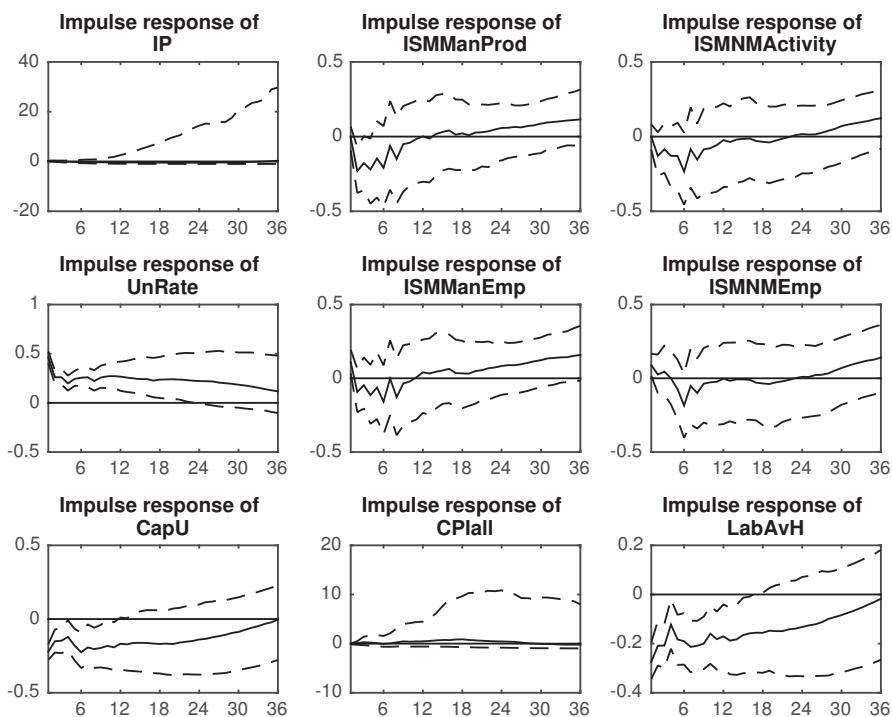 Impulse response of
IP
40
20
0
-20
6 12 18 24 30 36
Impulse response of
ISMManProd
0.5
0
-0.5
6 12 18 24 30 36
Impulse response of
ISMNMActivity
0.5
0
-0.5
6 12 18 24 30 36
Impulse response of
UnRate
1
0.5
0
-0.5
6 12 18 24 30 36
Impulse response of
ISMManEmp
0.5
0
-0.5
6 12 18 24 30 36
Impulse response of
ISMNMEmp
0.5
0
-0.5
6 12 18 24 30 36
Impulse response of
CapU
0.5
0
-0.5
6 12 18 24 30 36
Impulse response of
CPIall
20
10
0
-10
6 12 18 24 30 36
Impulse response of
LabAvH
0.2
0
-0.2
-0.4
6 12 18 24 30 36